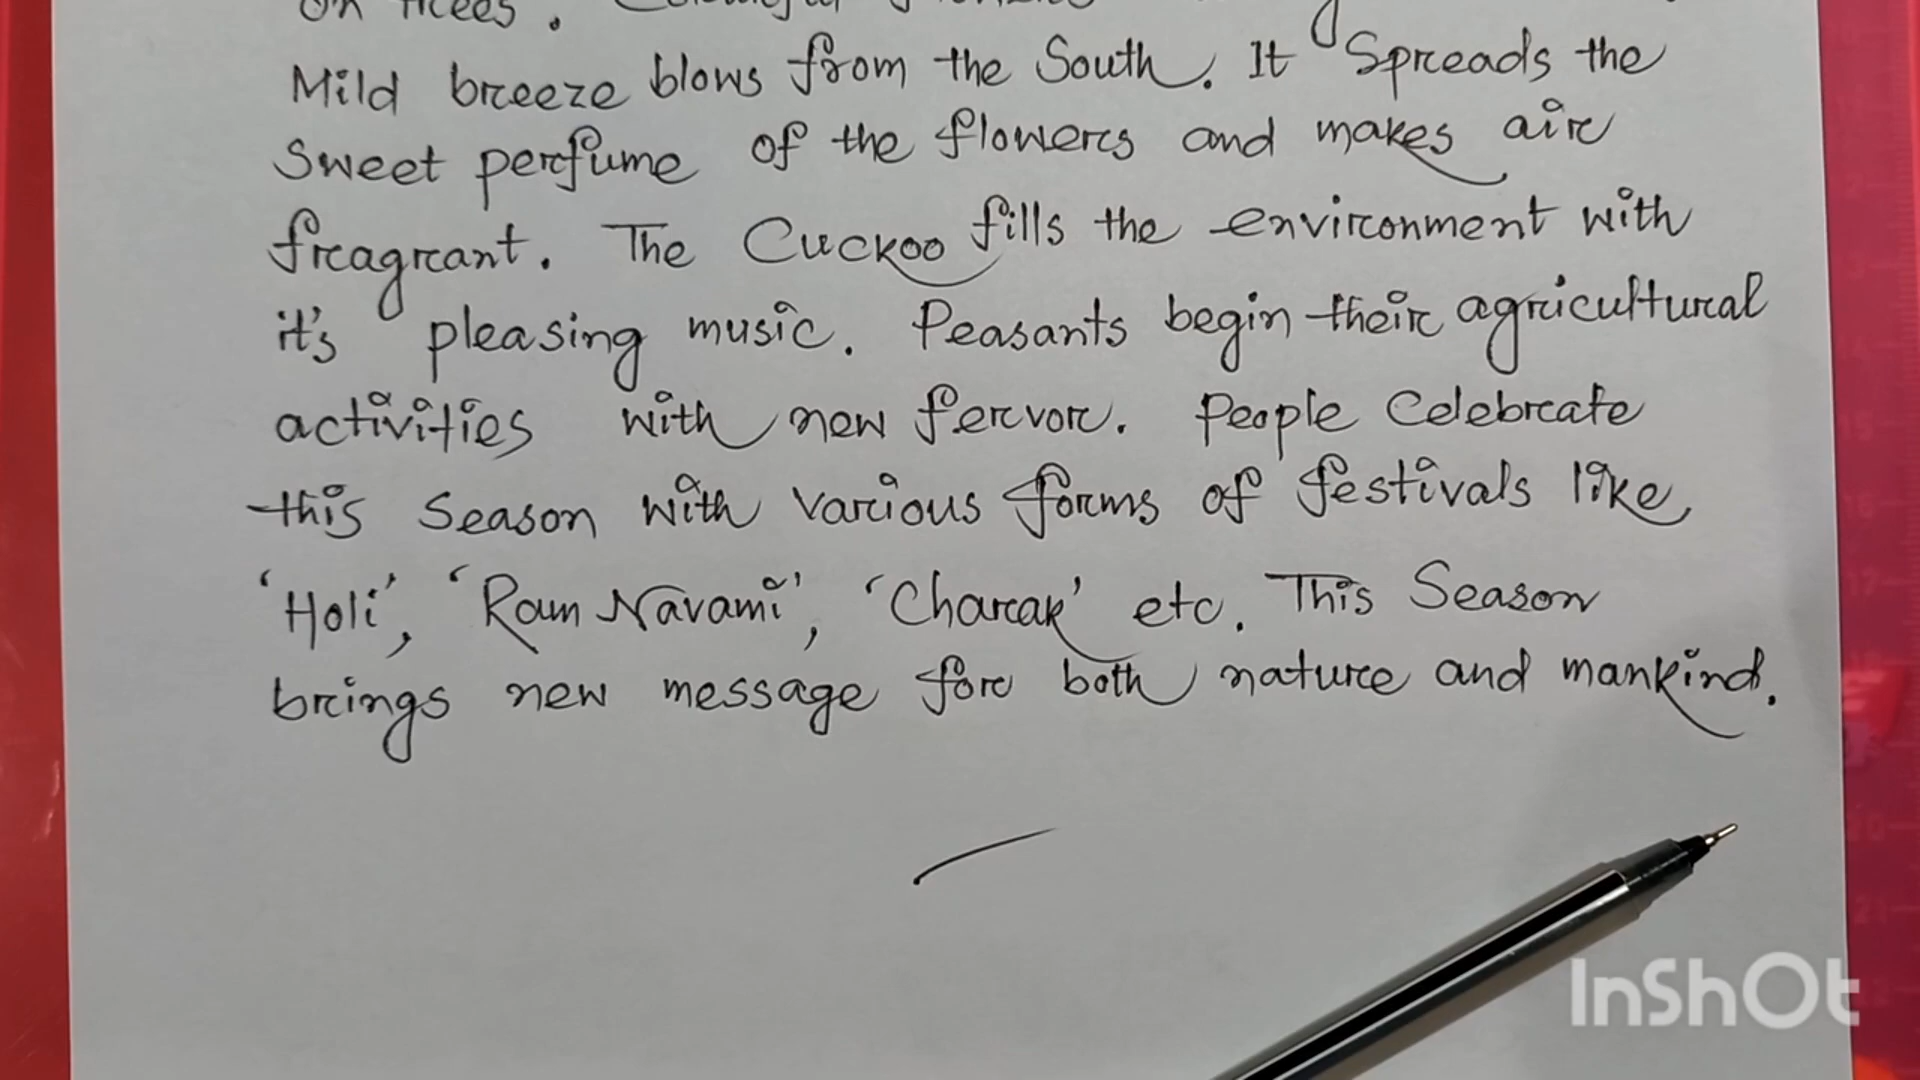 on trees.
Mild breeze blows from the South. It Spreads the
Sweet perfume of the flowers and makes air
fragrant. The Cuckoo fills the environment with
it's pleasing music. Peasants begin their agricultural
activities with new fervor. People Celebrate
this Season with various forms of festivals like
'Holi', 'Ram Navami', 'Charak' etc. This Season
brings new message for both nature and mankind.
InShOt